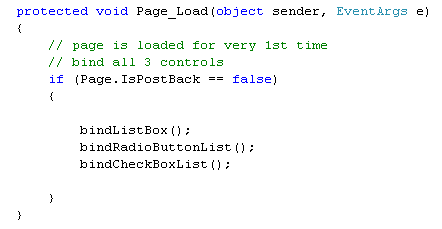 protected void Page_Load(object sender, EventArgs e)
{
// page is loaded for very 1st time
// bind all 3 controls
if (Page.IsPostBack == false)
{
bindListBox();
bindRadioButtonList();
bindCheckBoxList();
}
}